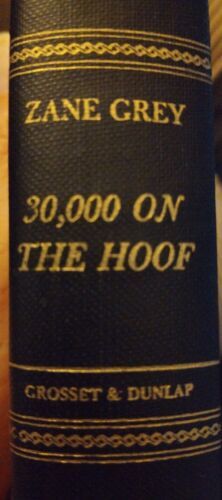 ZANE GREY
30,000 ON
THE HOOF
GROSSET & DUNLAP